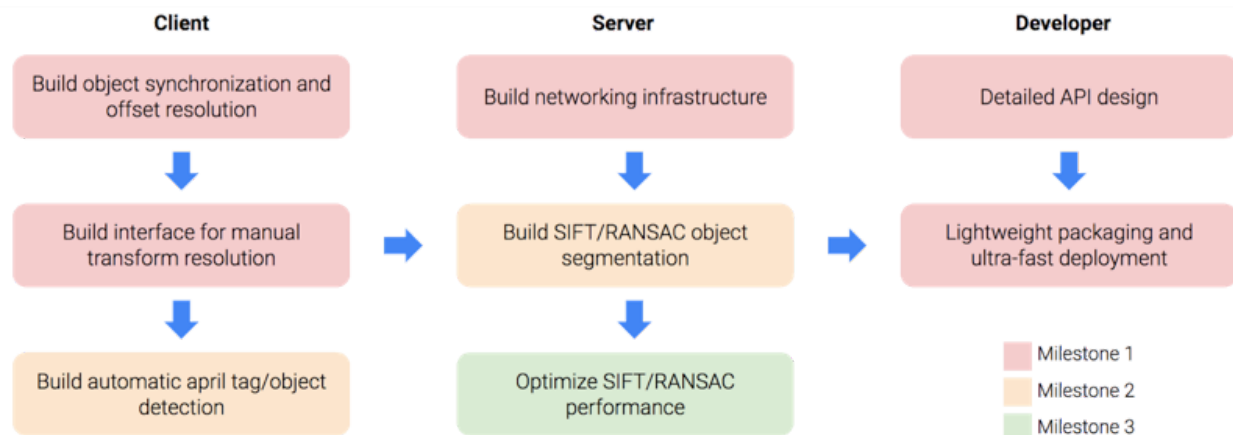 Client
Server
Developer
Build object synchronization and
offset resolution
Build networking infrastructure
Detailed API design
Build interface for manual
transform resolution
Build SIFT/RANSAC object
segmentation
Lightweight packaging and
ultra-fast deployment
Build automatic april tag/object
detection
Optimize SIFT/RANSAC
performance
Milestone 1
Milestone 2
Milestone 3